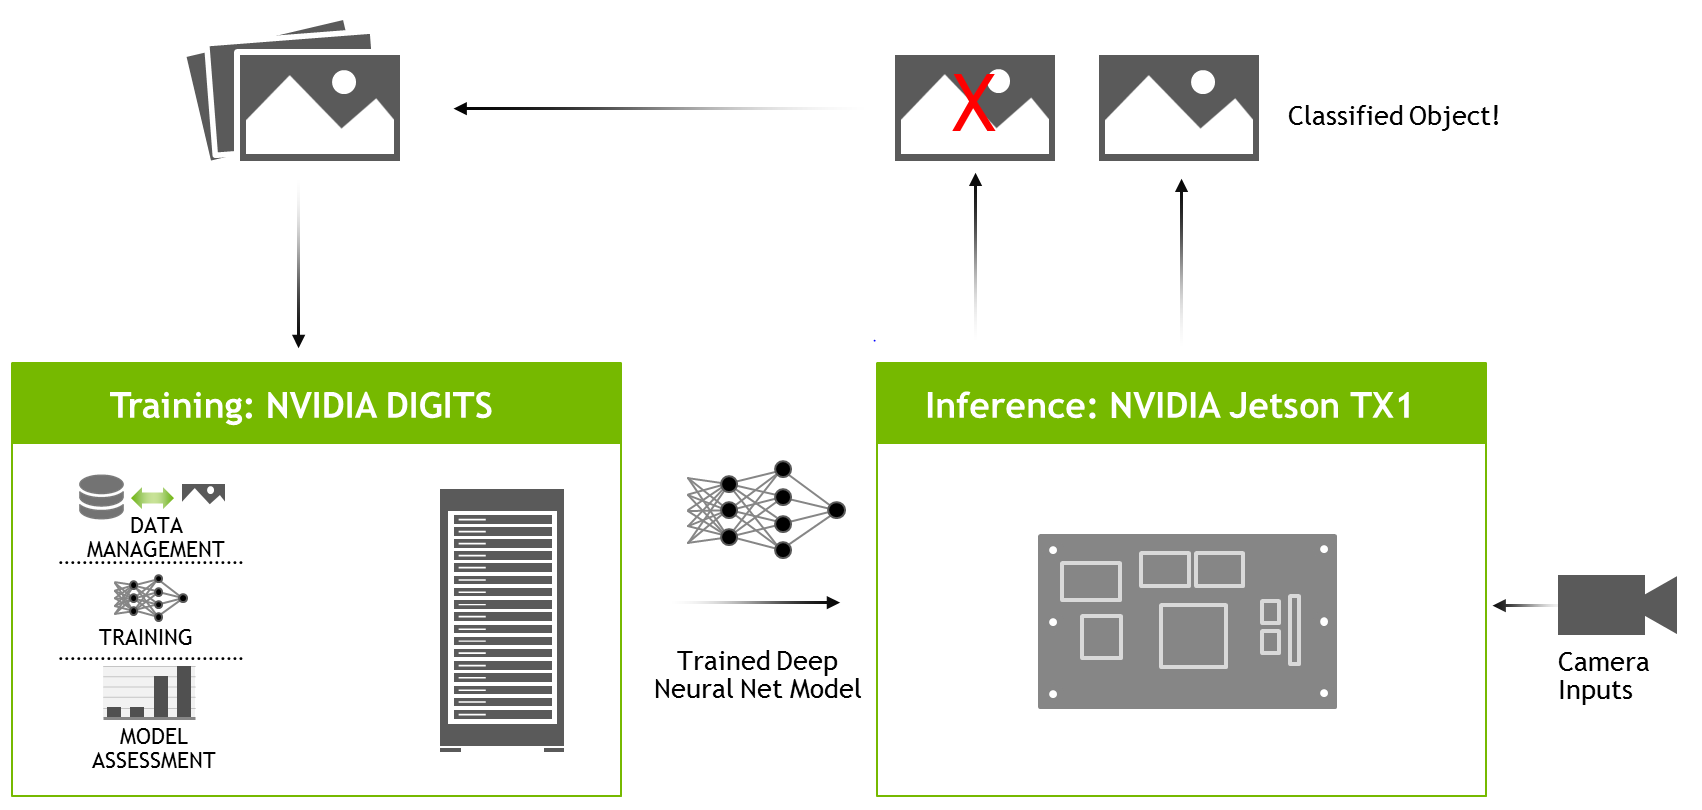 X
Classified Object!
Training: NVIDIA DIGITS
Inference: NVIDIA Jetson TX1
DATA
MANAGEMENT
TRAINING
MODEL
ASSESSMENT
Trained Deep
Neural Net Model
Camera
Inputs